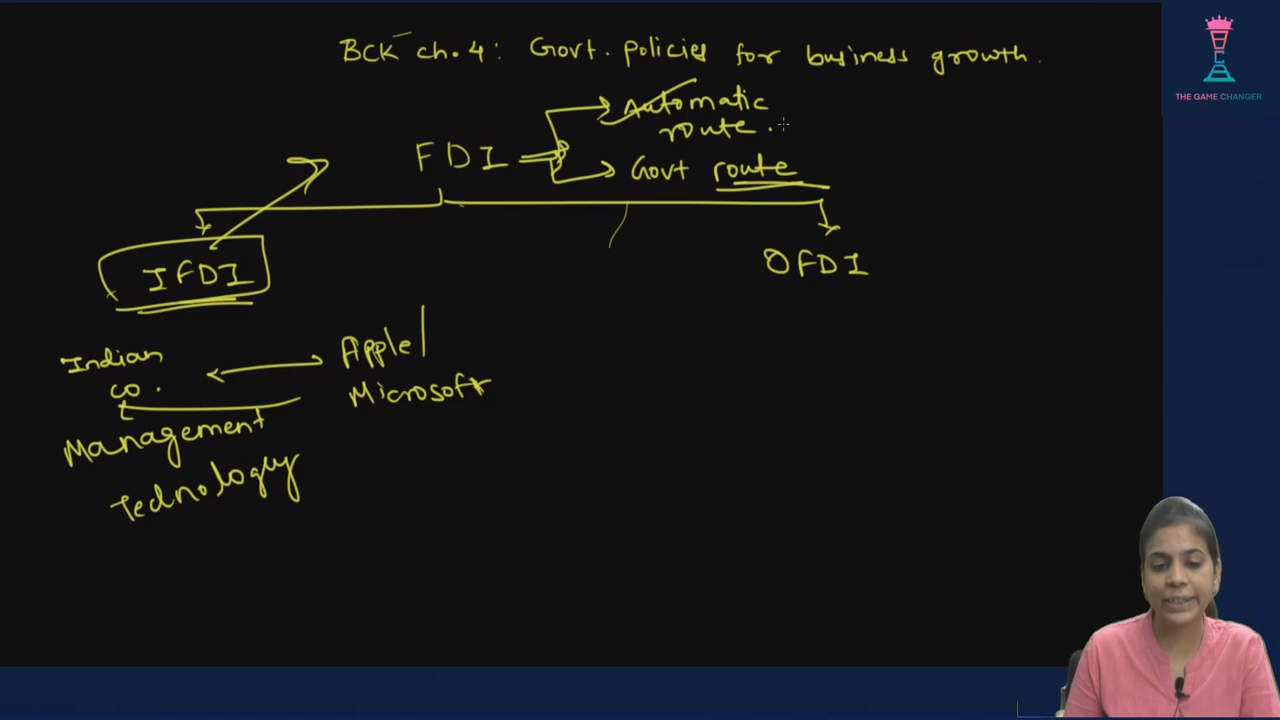 BCK ch. 4: Govt. policies for business growth.
THE GAME CHANGER
Automatic
route.
FDI
Govt route
IFDI
OFDI
Indian
co.
Apple/
Microsoft
Management
Technology